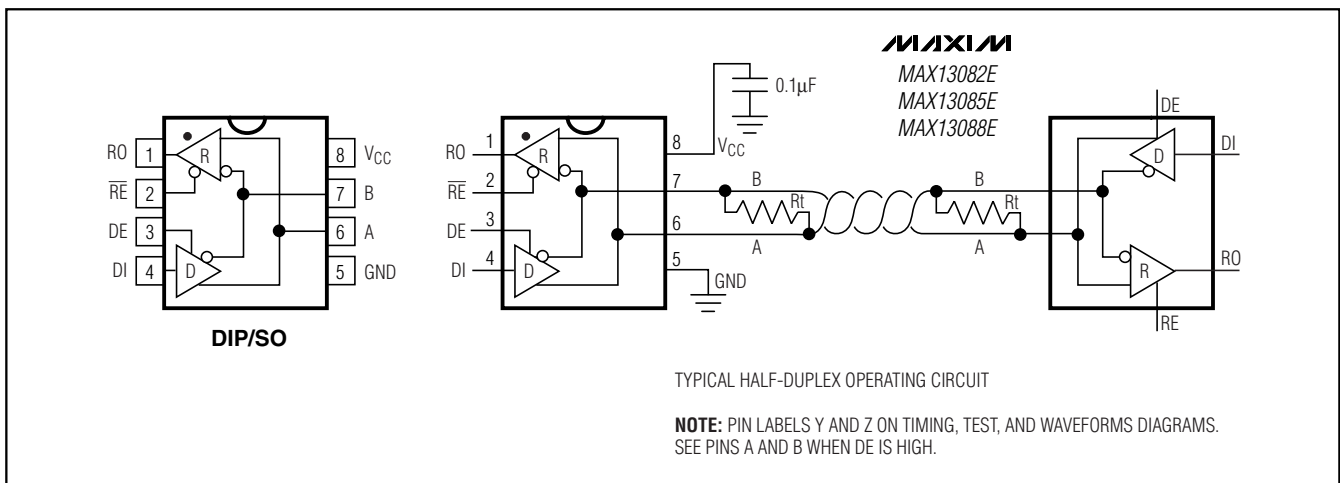 MAXIM
MAX13082E
MAX13085E
MAX13088E
RO 1
R
8 VCC
RE 2
7 B
DE 3
6 A
DI 4
D
5 GND
DIP/SO
0.1µF
RO 1
R
8 VCC
RE 2
7 B
DE 3
6 A
DI 4
D
5 GND
Rt
B
Rt
A
DE
D
DI
R
RO
RE
TYPICAL HALF-DUPLEX OPERATING CIRCUIT
NOTE: PIN LABELS Y AND Z ON TIMING, TEST, AND WAVEFORMS DIAGRAMS.
SEE PINS A AND B WHEN DE IS HIGH.